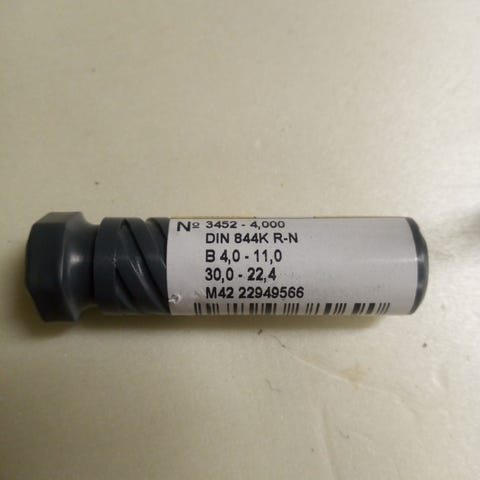 № 3452 - 4,000
DIN 844K R-N
B 4,0 - 11,0
30,0 - 22,4
M42 22949566